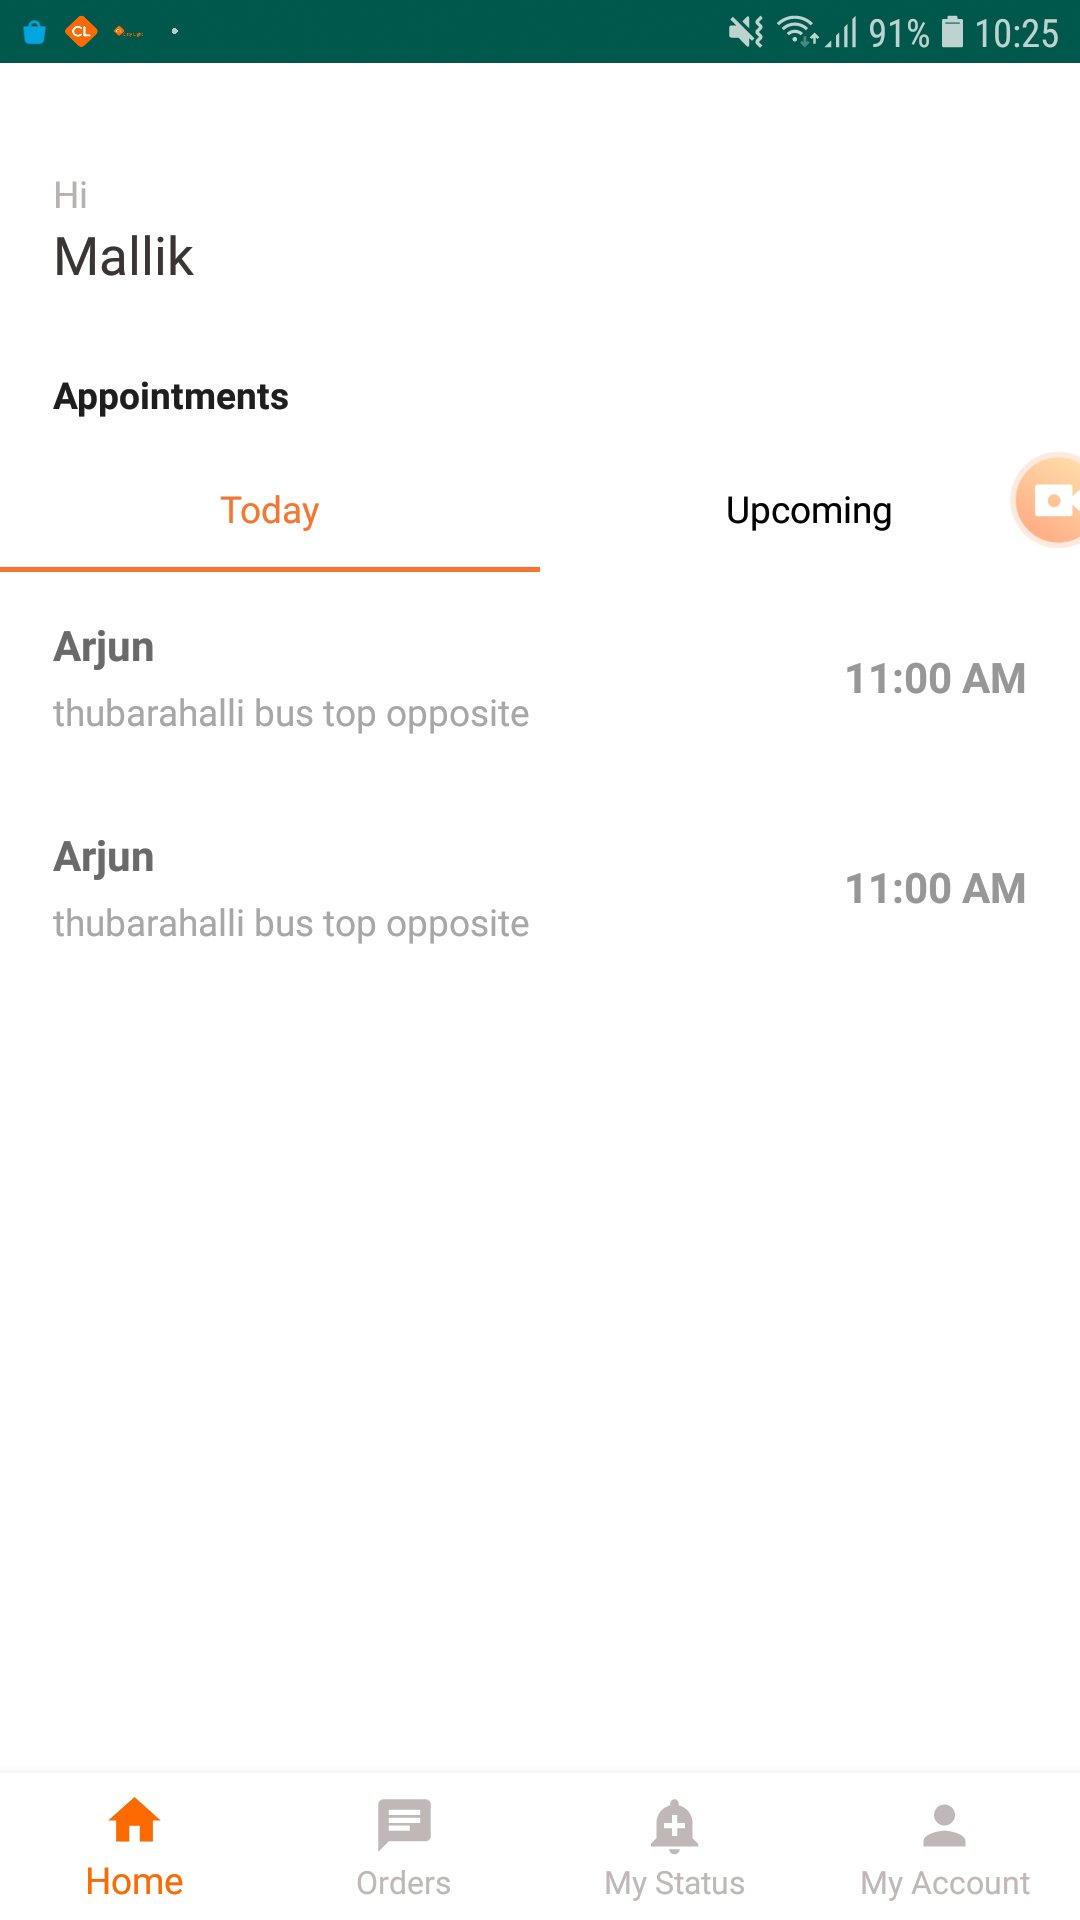 CL 91% 10:25
Hi
Mallik
Appointments
Today Upcoming
Arjun
11:00 AM
thubarahalli bus top opposite
Arjun
11:00 AM
thubarahalli bus top opposite
Home Orders My Status My Account